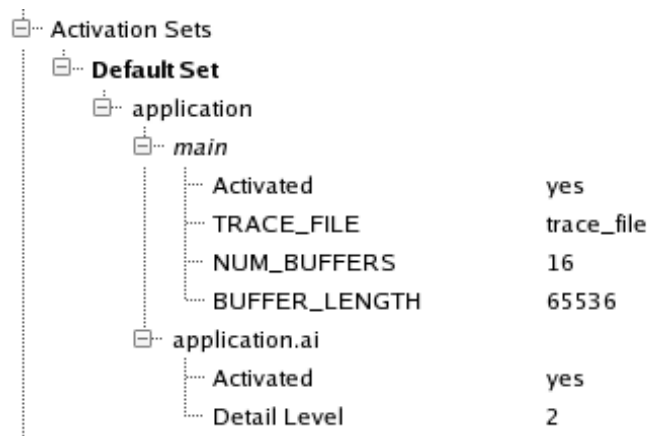 Activation Sets
Default Set
application
main
Activated yes
TRACE_FILE trace_file
NUM_BUFFERS 16
BUFFER_LENGTH 65536
application.ai
Activated yes
Detail Level 2